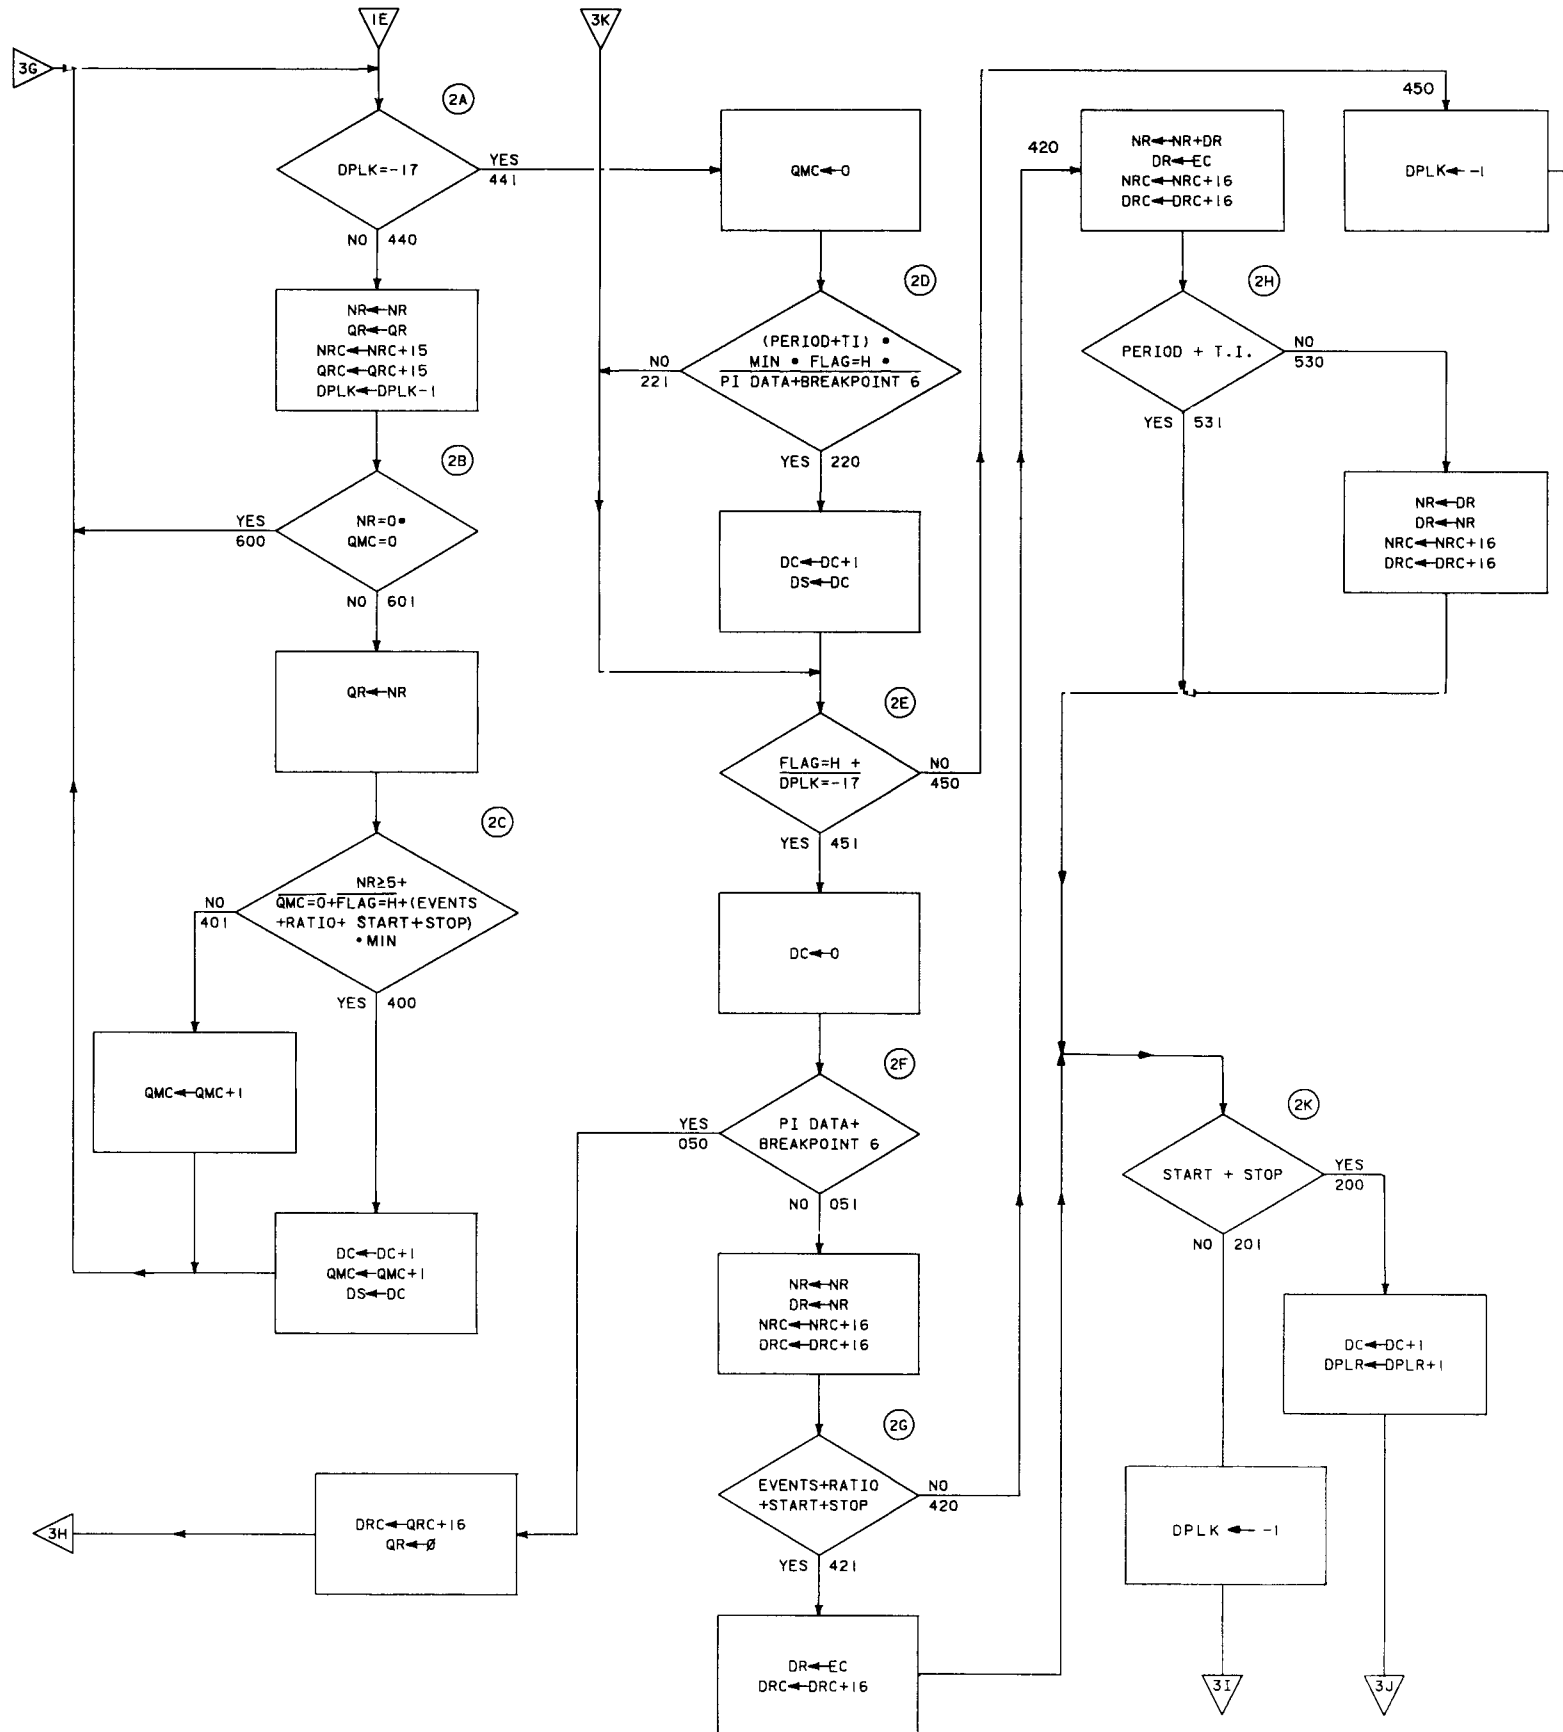 1E
3K
3G
2A
DPLK=-17
YES
441
NO 440
NR←NR
QR←QR
NRC←NRC+15
QRC←QRC+15
DPLK←DPLK-1
2B
NR=0•
QMC=0
YES
600
NO 601
QR←NR
2C
NR≥5+
QMC=0+FLAG=H+(EVENTS
+RATIO+ START+STOP)
•MIN
NO
401
YES 400
QMC←QMC+1
DC←DC+1
QMC←QMC+1
DS←DC
QMC←0
2D
(PERIOD+TI) •
MIN • FLAG=H •
PI DATA+BREAKPOINT 6
NO
221
YES 220
DC←DC+1
DS←DC
2E
FLAG=H +
DPLK=-17
NO
450
YES 451
DC←0
2F
PI DATA+
BREAKPOINT 6
YES
050
NO 051
NR←NR
DR←NR
NRC←NRC+16
DRC←DRC+16
2G
EVENTS+RATIO
+START+STOP
NO
420
YES 421
DR←EC
DRC←DRC+16
DRC←QRC+16
QR←Ø
3H
420
NR←NR+DR
DR←EC
NRC←NRC+16
DRC←DRC+16
450
DPLK← -1
2H
PERIOD + T.I.
NO
530
YES 531
NR←DR
DR←NR
NRC←NRC+16
DRC←DRC+16
2K
START + STOP
YES
200
NO 201
DC←DC+1
DPLR←DPLR+1
DPLK ← -1
3I
3J